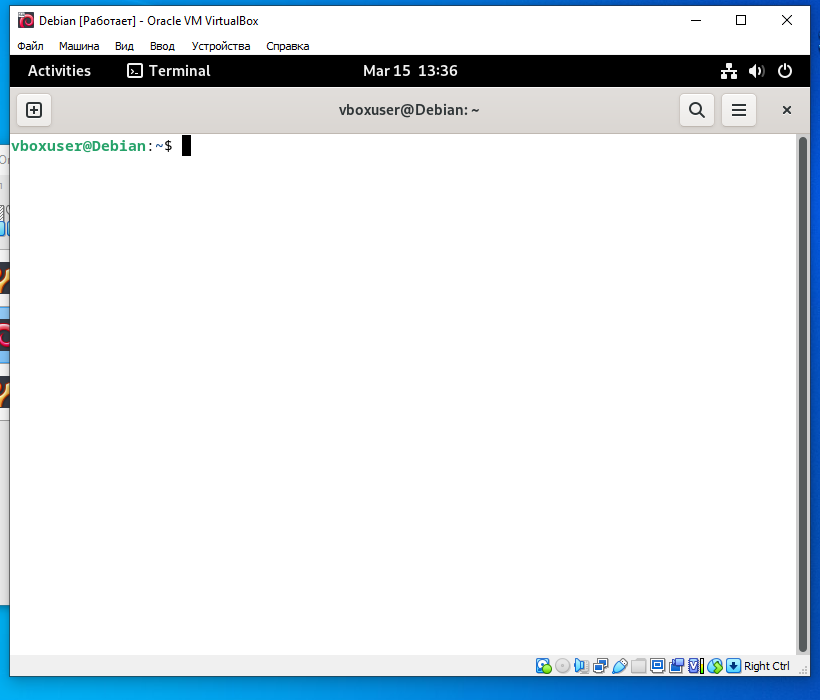 Debian [Работает] - Oracle VM VirtualBox
Файл Машина Вид Ввод Устройства Справка
Activities Terminal Mar 15 13:36
vboxuser@Debian: ~
vboxuser@Debian:~$
Right Ctrl